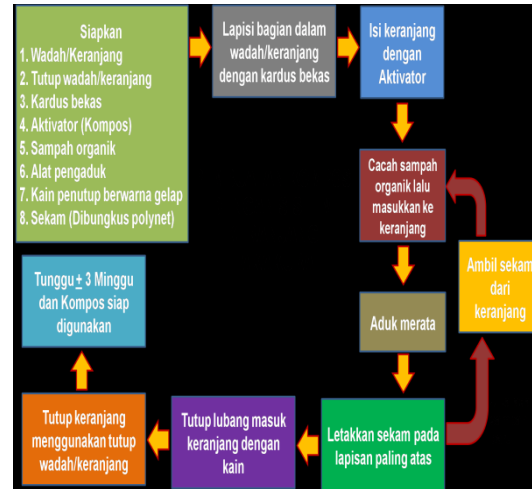 Siapkan
1. Wadah/Keranjang
2. Tutup wadah/keranjang
3. Kardus bekas
4. Aktivator (Kompos)
5. Sampah organik
6. Alat pengaduk
7. Kain penutup berwarna gelap
8. Sekam (Dibungkus polynet)
Lapisi bagian dalam
wadah/keranjang
dengan kardus bekas
Isi keranjang
dengan
Aktivator
Cacah sampah
organik lalu
masukkan ke
keranjang
Aduk merata
Letakkan sekam pada
lapisan paling atas
Ambil sekam
dari
keranjang
Tutup lubang masuk
keranjang dengan
kain
Tutup keranjang
menggunakan tutup
wadah/keranjang
Tunggu ± 3 Minggu
dan Kompos siap
digunakan